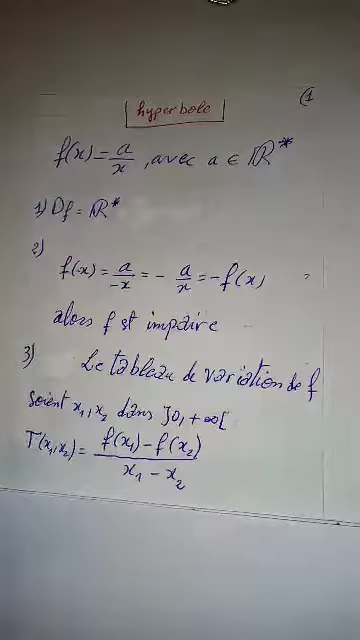 (1
hyperbole
f(x) = a/x , avec a ∈ ℝ*
1) Df = ℝ*
2)
f(-x) = a/-x = - a/x = -f(x)
alors f est impaire
3) Le tableau de variation de f
soient x₁, x₂ dans ]0, +∞[
T(x₁,x₂) = f(x₁) - f(x₂) / x₁ - x₂